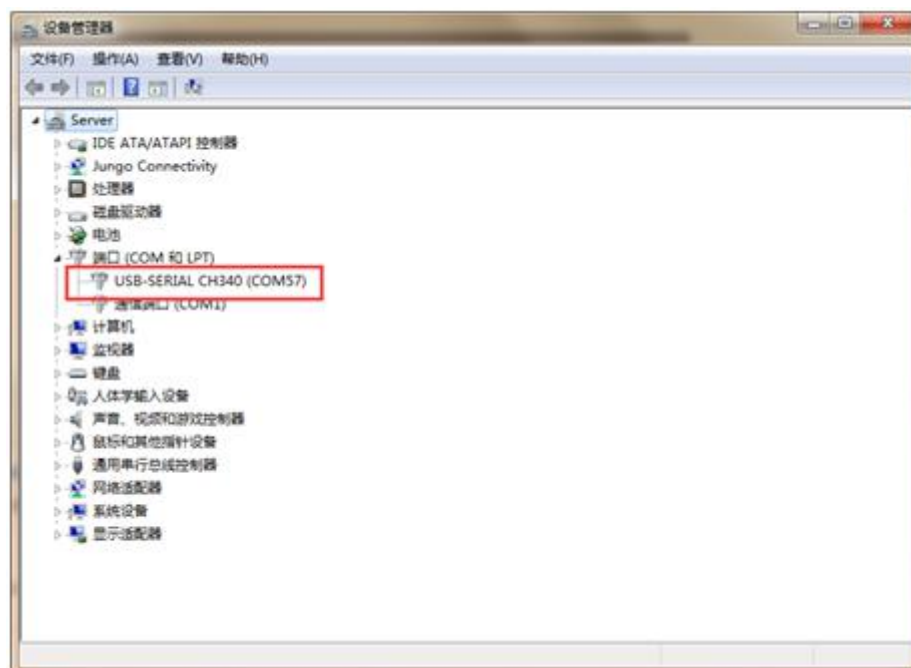 设备管理器
文件(F) 操作(A) 查看(V) 帮助(H)
Server
IDE ATA/ATAPI 控制器
Jungo Connectivity
处理器
磁盘驱动器
电池
端口 (COM 和 LPT)
USB-SERIAL CH340 (COM57)
通信端口 (COM1)
计算机
监视器
键盘
人体学输入设备
声音、视频和游戏控制器
鼠标和其他指针设备
通用串行总线控制器
网络适配器
系统设备
显示适配器